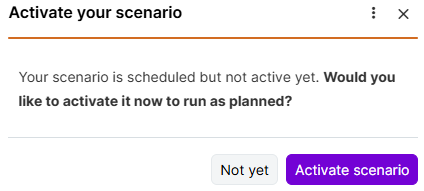 Activate your scenario
Your scenario is scheduled but not active yet. Would you
like to activate it now to run as planned?
Not yet
Activate scenario